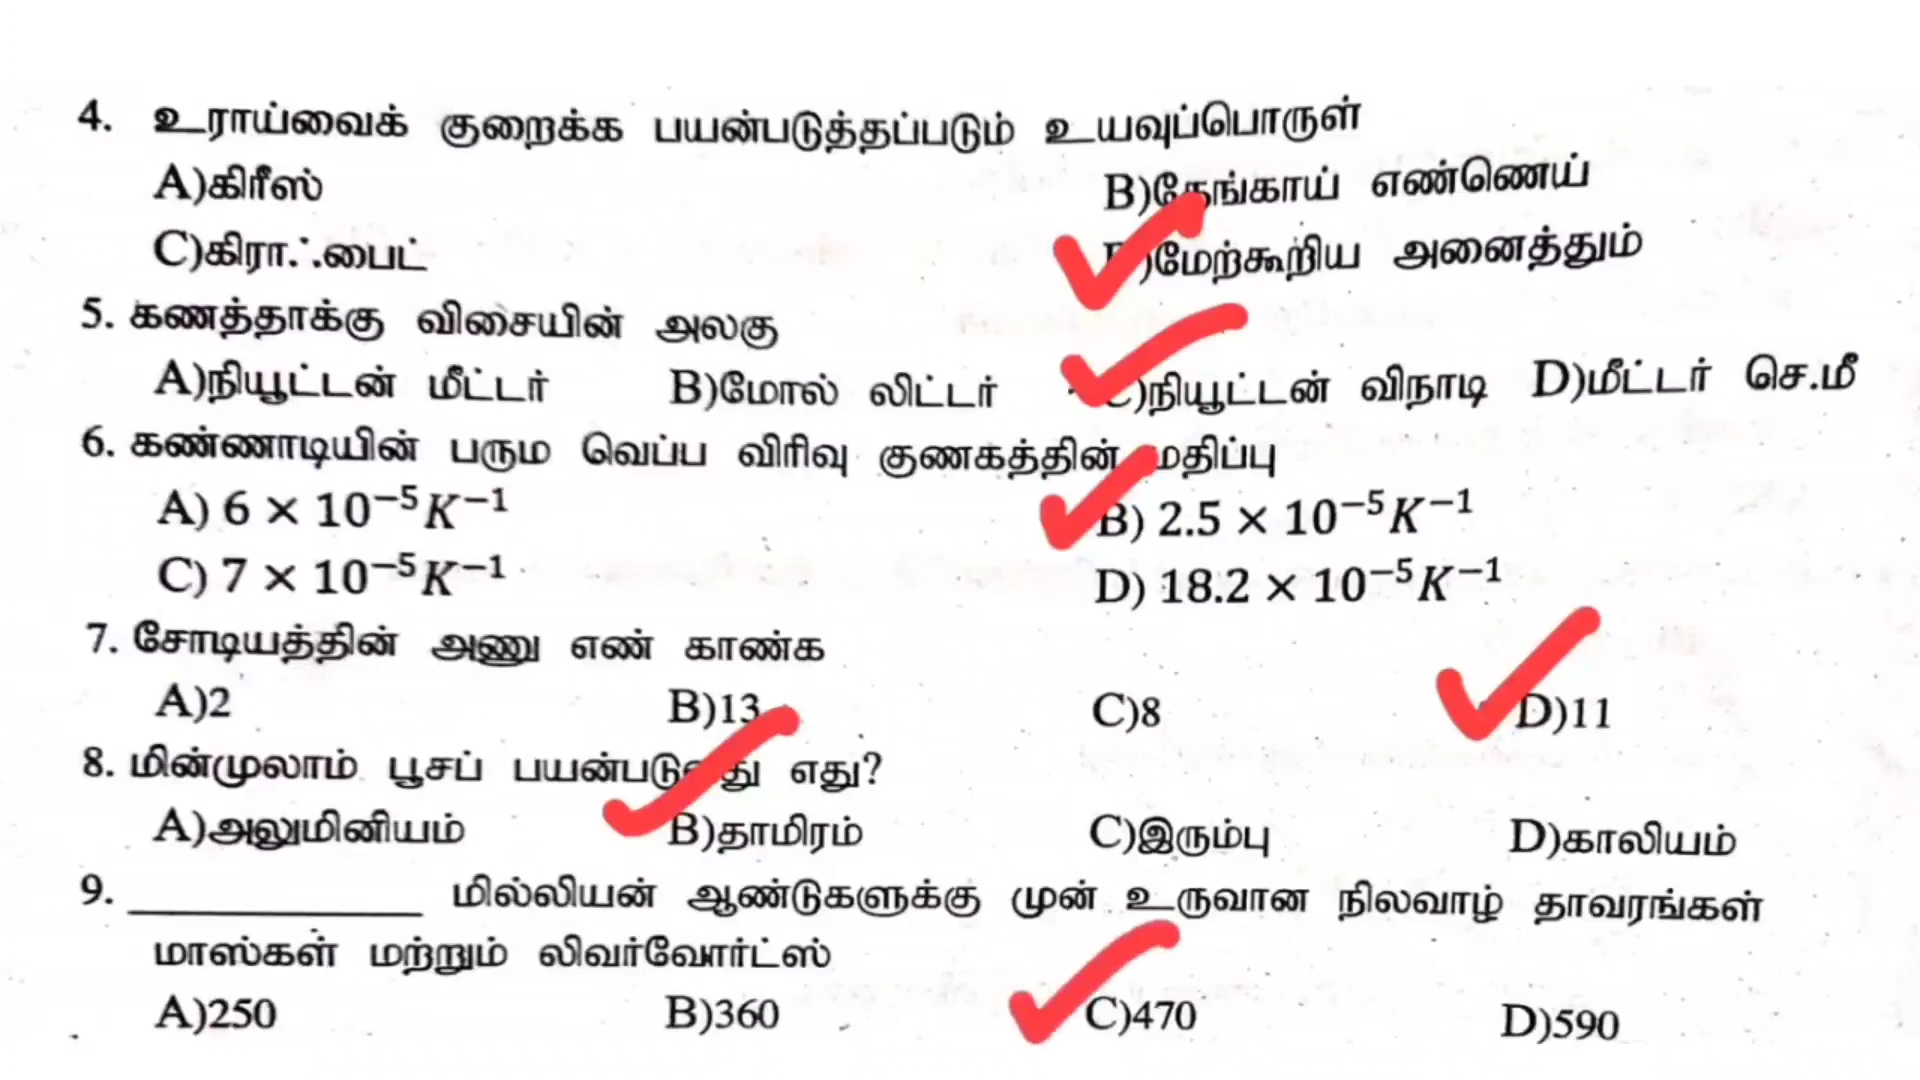 4. உராய்வைக் குறைக்க பயன்படுத்தப்படும் உயவுப்பொருள்
A)கிரீஸ் B)தேங்காய் எண்ணெய்
C)கிராஃபைட் D)மேற்கூறிய அனைத்தும்
5. கணத்தாக்கு விசையின் அலகு
A)நியூட்டன் மீட்டர் B)மோல் லிட்டர் C)நியூட்டன் விநாடி D)மீட்டர் செ.மீ
6. கண்ணாடியின் பரும வெப்ப விரிவு குணகத்தின் மதிப்பு
A) 6 × 10⁻⁵K⁻¹ B) 2.5 × 10⁻⁵K⁻¹
C) 7 × 10⁻⁵K⁻¹ D) 18.2 × 10⁻⁵K⁻¹
7. சோடியத்தின் அணு எண் காண்க
A)2 B)13 C)8 D)11
8. மின்முலாம் பூசப் பயன்படுவது எது?
A)அலுமினியம் B)தாமிரம் C)இரும்பு D)காலியம்
9. ______________ மில்லியன் ஆண்டுகளுக்கு முன் உருவான நிலவாழ் தாவரங்கள்
மாஸ்கள் மற்றும் லிவர்வோர்ட்ஸ்
A)250 B)360 C)470 D)590